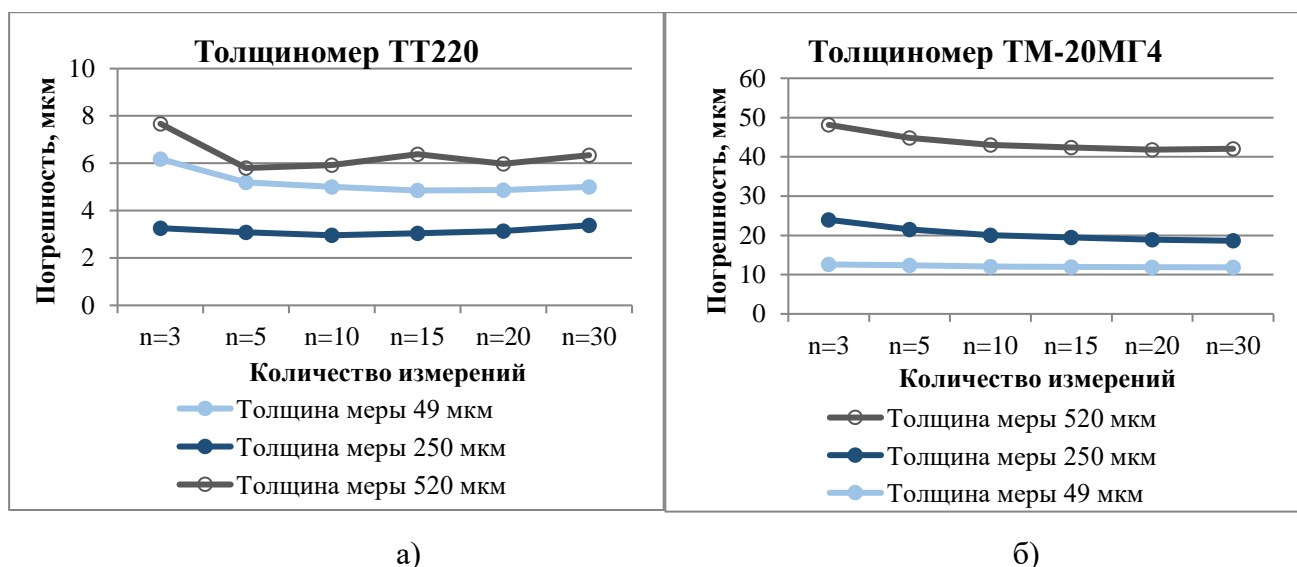 Толщиномер ТТ220
Погрешность, мкм
10
8
6
4
2
0
n=3 n=5 n=10 n=15 n=20 n=30
Количество измерений
Толщина меры 49 мкм
Толщина меры 250 мкм
Толщина меры 520 мкм
а)
Толщиномер ТМ-20МГ4
Погрешность, мкм
60
50
40
30
20
10
0
n=3 n=5 n=10 n=15 n=20 n=30
Количество измерений
Толщина меры 520 мкм
Толщина меры 250 мкм
Толщина меры 49 мкм
б)